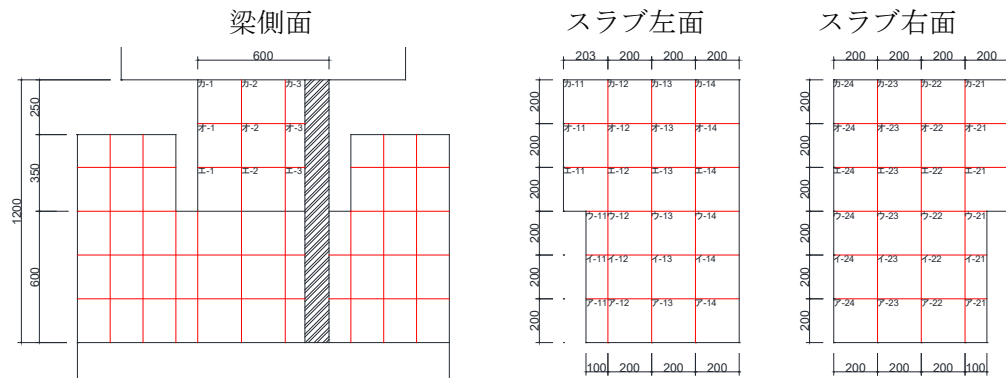 梁側面 スラブ左面 スラブ右面
600 203 200 200 200 200 200 200 200
カ-1 カ-2 カ-3 カ-11 カ-12 カ-13 カ-14 カ-24 カ-23 カ-22 カ-21
250 200 200
オ-1 オ-2 オ-3 オ-11 オ-12 オ-13 オ-14 オ-24 オ-23 オ-22 オ-21
350 200 200
エ-1 エ-2 エ-3 エ-11 エ-12 エ-13 エ-14 エ-24 エ-23 エ-22 エ-21
1200 200 200
ウ-11 ウ-12 ウ-13 ウ-14 ウ-24 ウ-23 ウ-22 ウ-21
600 200 200
イ-11 イ-12 イ-13 イ-14 イ-24 イ-23 イ-22 イ-21
200 200
ア-11 ア-12 ア-13 ア-14 ア-24 ア-23 ア-22 ア-21
200 200
100 200 200 200 200 200 200 100